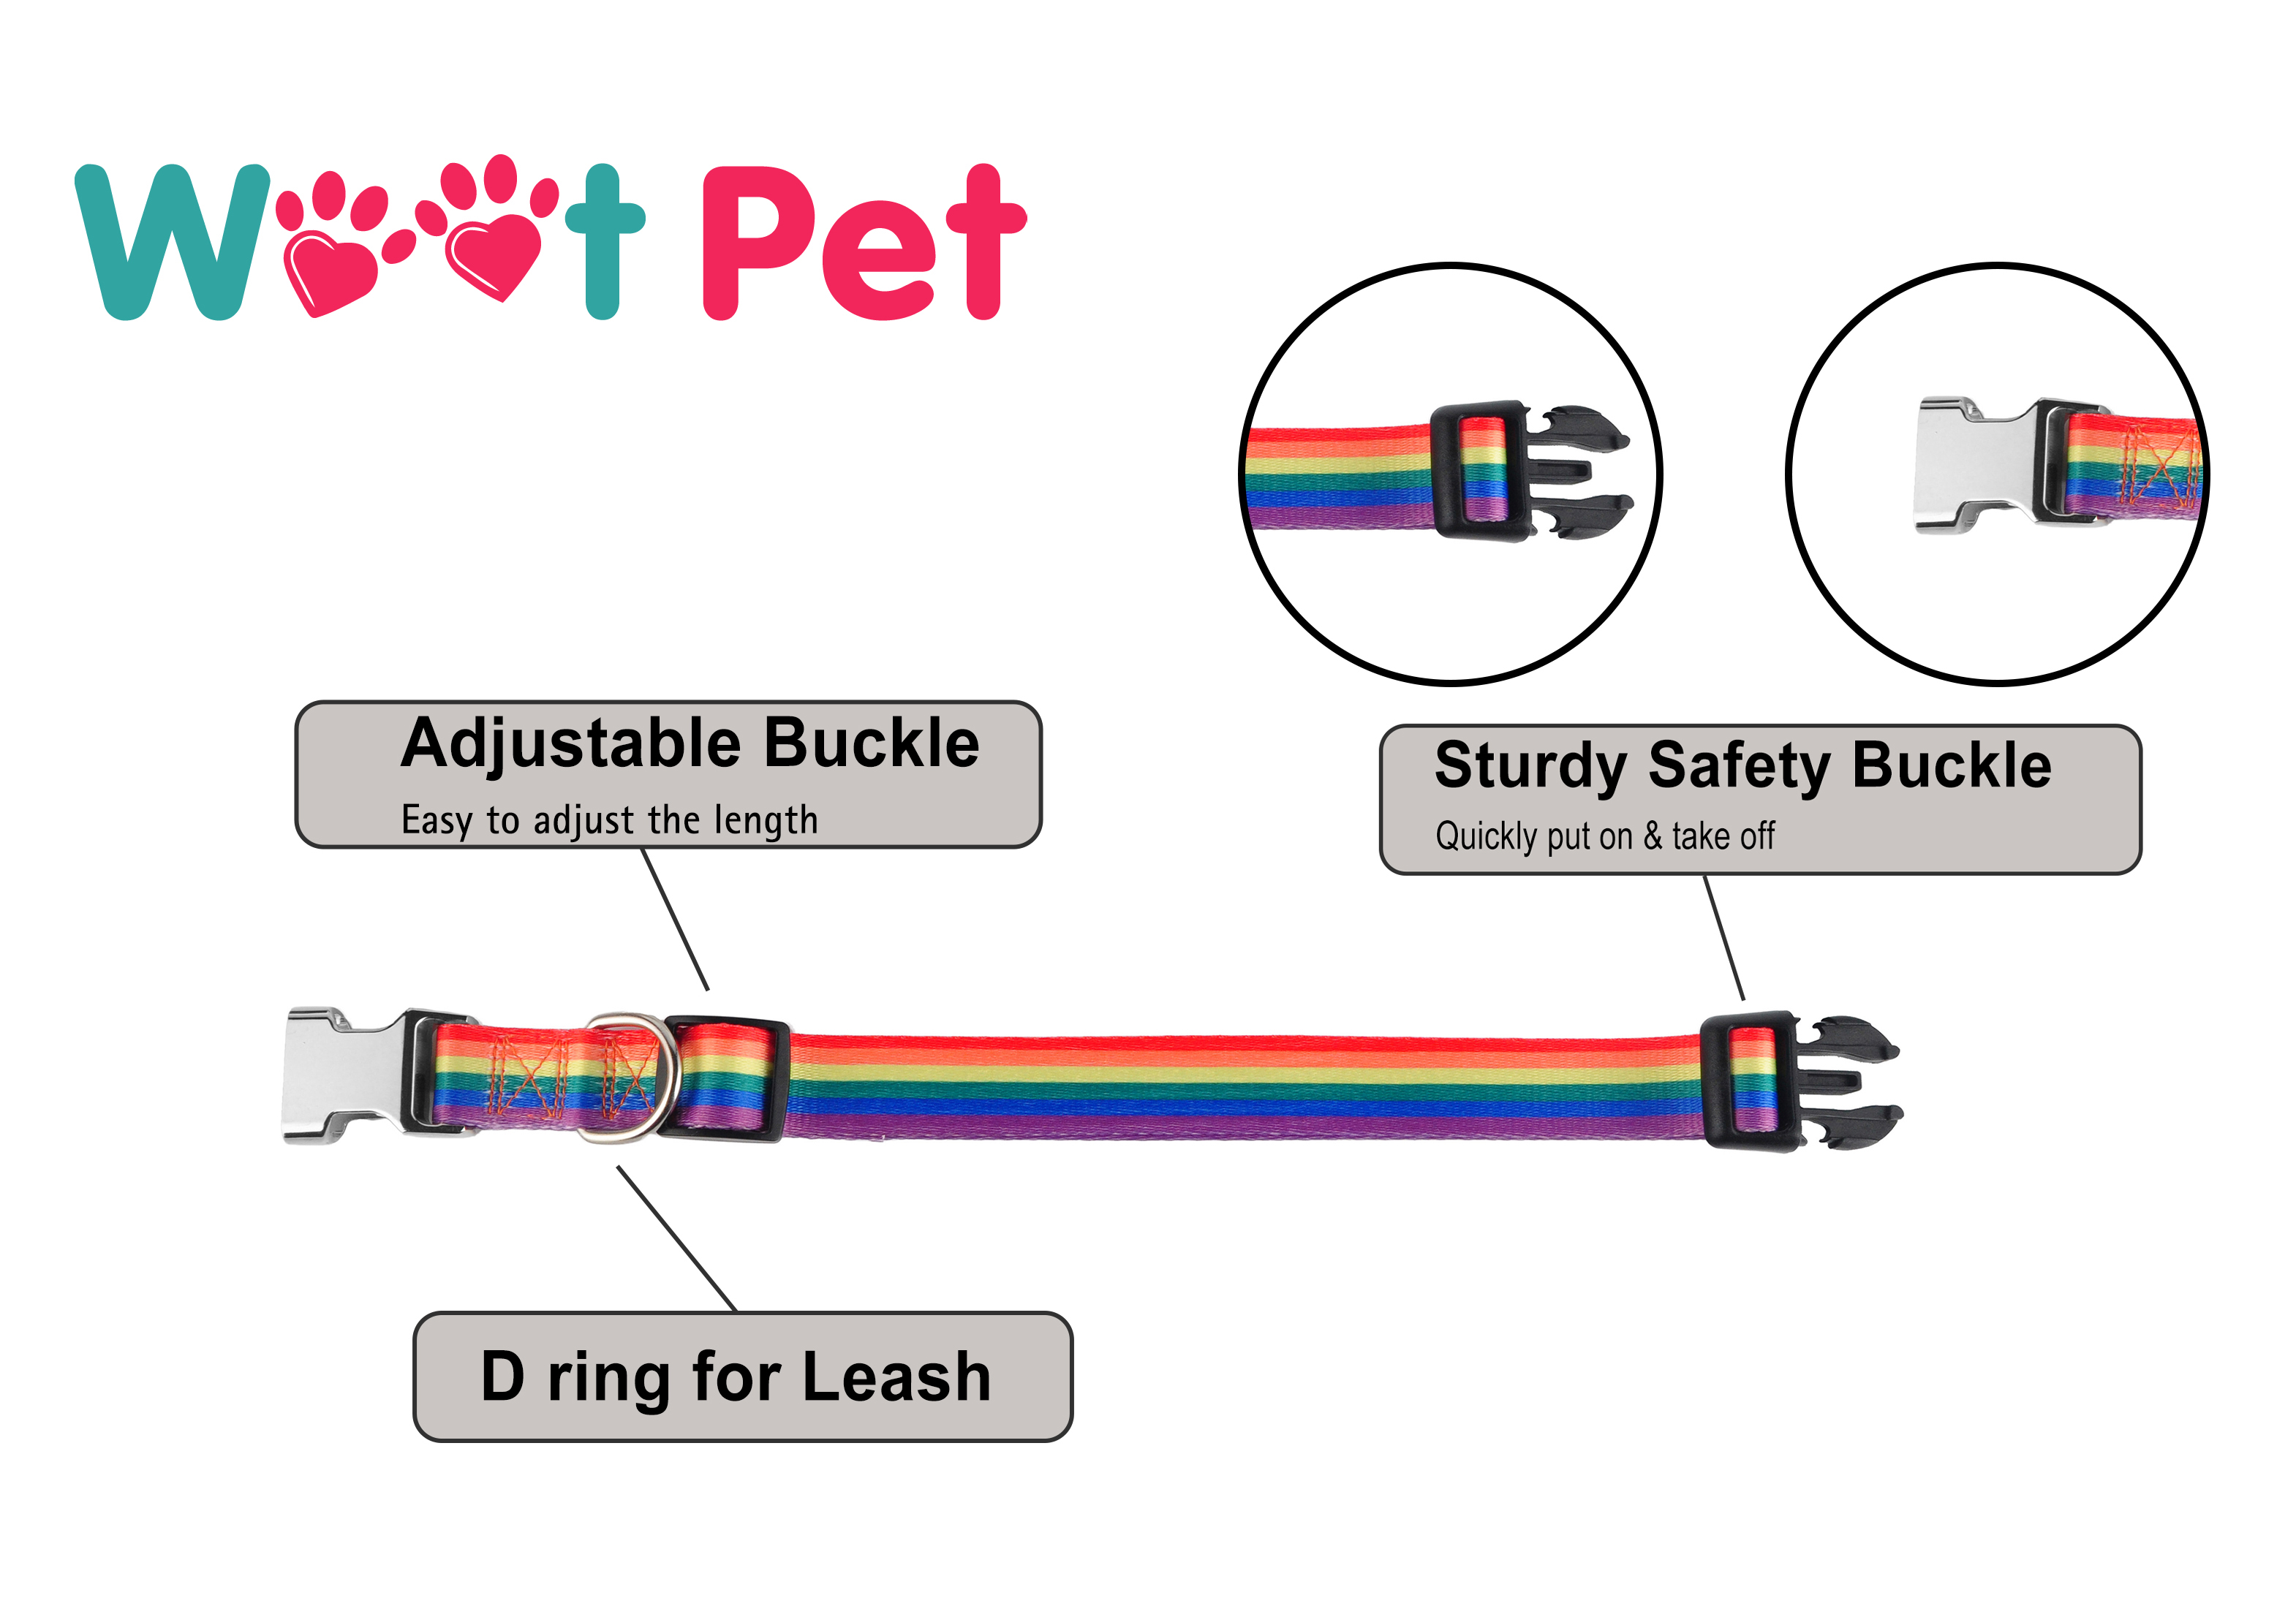 Woot Pet
Adjustable Buckle
Easy to adjust the length
Sturdy Safety Buckle
Quickly put on & take off
D ring for Leash